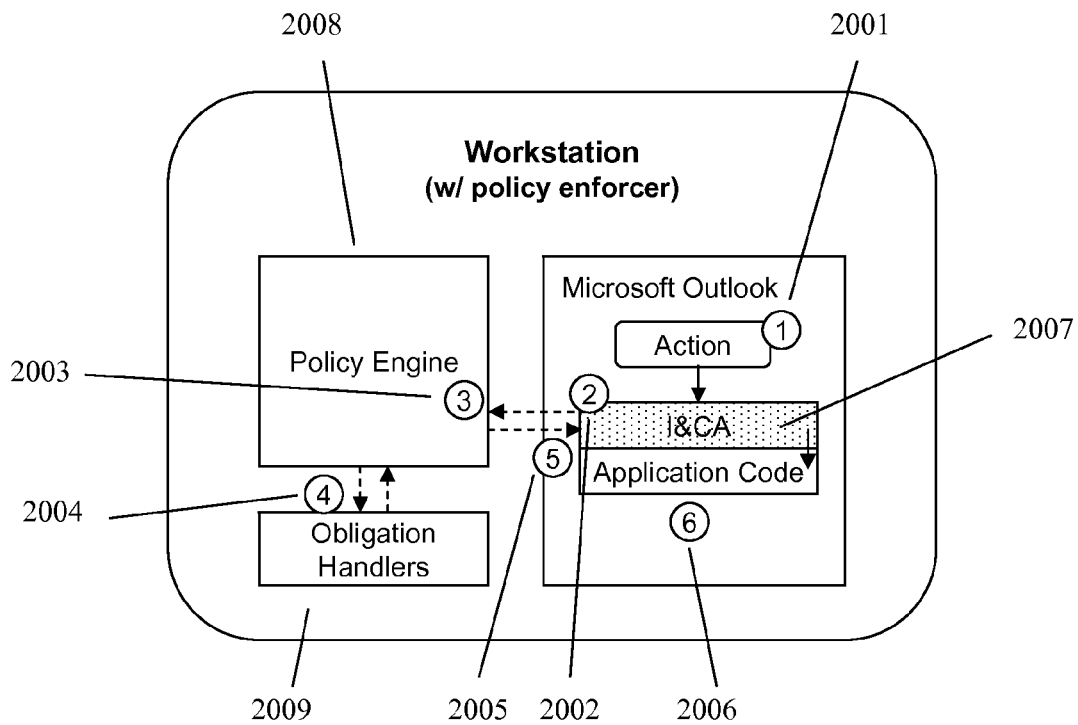 2008
2001
Workstation
(w/ policy enforcer)
Microsoft Outlook
1
Action
2007
Policy Engine
2003
3
2
I&CA
5
Application Code
4
2004
6
Obligation
Handlers
2009
2005
2002
2006